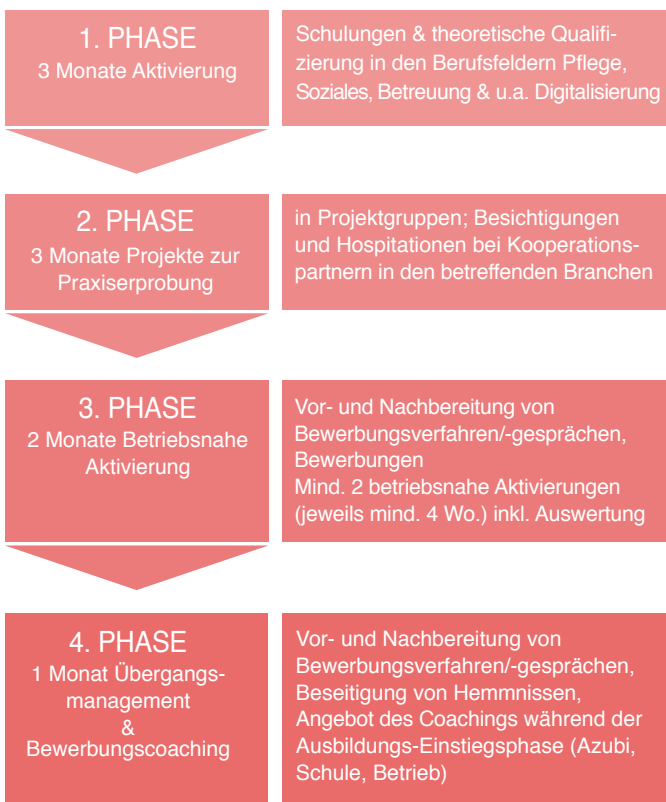 1. PHASE
3 Monate Aktivierung
Schulungen & theoretische Qualifi-
zierung in den Berufsfeldern Pflege,
Soziales, Betreuung & u.a. Digitalisierung
2. PHASE
3 Monate Projekte zur
Praxiserprobung
in Projektgruppen; Besichtigungen
und Hospitationen bei Kooperations-
partnern in den betreffenden Branchen
3. PHASE
2 Monate Betriebsnahe
Aktivierung
Vor- und Nachbereitung von
Bewerbungsverfahren/-gesprächen,
Bewerbungen
Mind. 2 betriebsnahe Aktivierungen
(jeweils mind. 4 Wo.) inkl. Auswertung
4. PHASE
1 Monat Übergangs-
management
&
Bewerbungscoaching
Vor- und Nachbereitung von
Bewerbungsverfahren/-gesprächen,
Beseitigung von Hemmnissen,
Angebot des Coachings während der
Ausbildungs-Einstiegsphase (Azubi,
Schule, Betrieb)